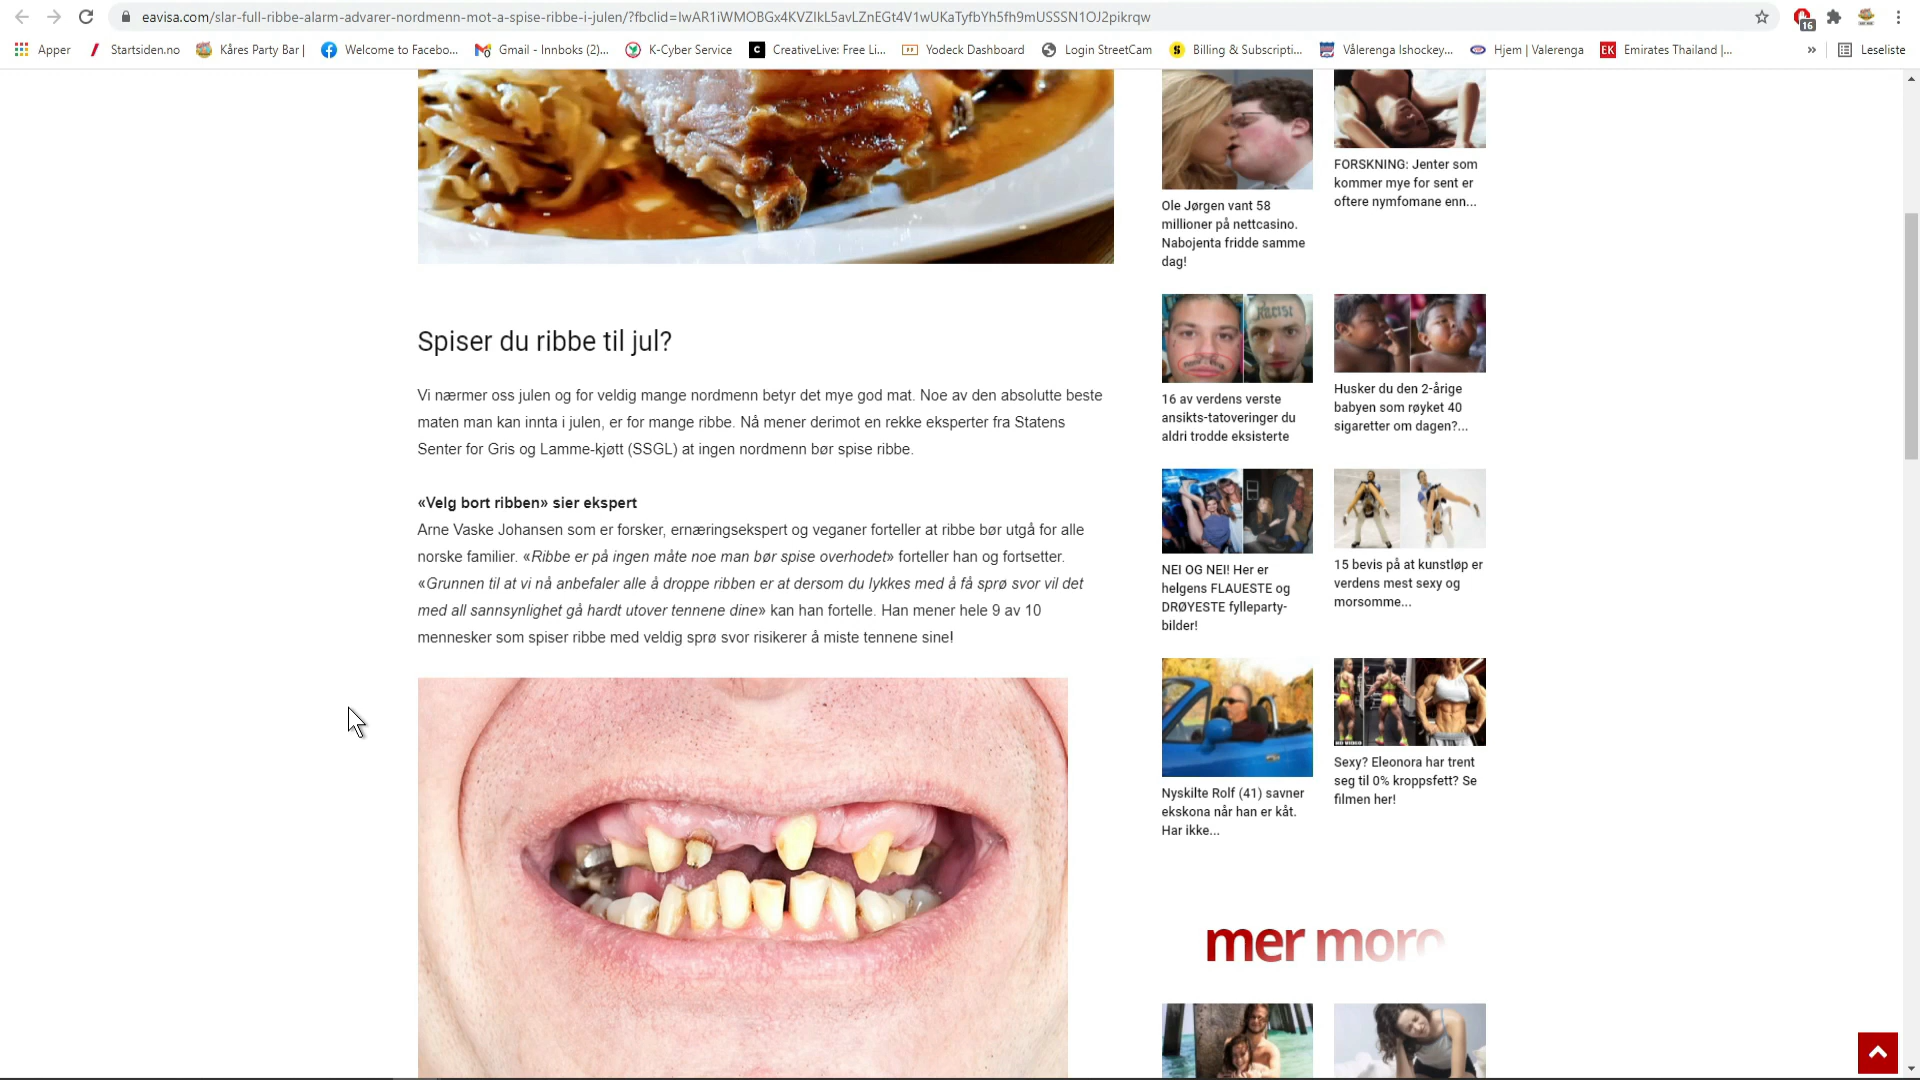 eavisa.com/slar-full-ribbe-alarm-advarer-nordmenn-mot-a-spise-ribbe-i-julen/?fbclid=IwAR1iWMOBGx4KVZIkL5avLZnEGt4V1wUKaTyfbYh5fh9mUSSSN1OJ2pikrqw
16
Apper
Startsiden.no
Kåres Party Bar |
Welcome to Facebo...
Gmail - Innboks (2)...
K-Cyber Service
CreativeLive: Free Li...
Yodeck Dashboard
Login StreetCam
Billing & Subscripti...
Vålerenga Ishockey...
Hjem | Valerenga
EK
Emirates Thailand |...
»
Leseliste
Spiser du ribbe til jul?
Vi nærmer oss julen og for veldig mange nordmenn betyr det mye god mat. Noe av den absolutte beste
maten man kan innta i julen, er for mange ribbe. Nå mener derimot en rekke eksperter fra Statens
Senter for Gris og Lamme-kjøtt (SSGL) at ingen nordmenn bør spise ribbe.
«Velg bort ribben» sier ekspert
Arne Vaske Johansen som er forsker, ernæringsekspert og veganer forteller at ribbe bør utgå for alle
norske familier. «Ribbe er på ingen måte noe man bør spise overhodet» forteller han og fortsetter.
«Grunnen til at vi nå anbefaler alle å droppe ribben er at dersom du lykkes med å få sprø svor vil det
med all sannsynlighet gå hardt utover tennene dine» kan han fortelle. Han mener hele 9 av 10
mennesker som spiser ribbe med veldig sprø svor risikerer å miste tennene sine!
Ole Jørgen vant 58
millioner på nettcasino.
Nabojenta fridde samme
dag!
FORSKNING: Jenter som
kommer mye for sent er
oftere nymfomane enn...
Racist
16 av verdens verste
ansikts-tatoveringer du
aldri trodde eksisterte
Husker du den 2-årige
babyen som røyket 40
sigaretter om dagen?...
NEI OG NEI! Her er
helgens FLAUESTE og
DRØYESTE fylleparty-
bilder!
15 bevis på at kunstløp er
verdens mest sexy og
morsomme...
Nyskilte Rolf (41) savner
ekskona når han er kåt.
Har ikke...
Sexy? Eleonora har trent
seg til 0% kroppsfett? Se
filmen her!
mer moro